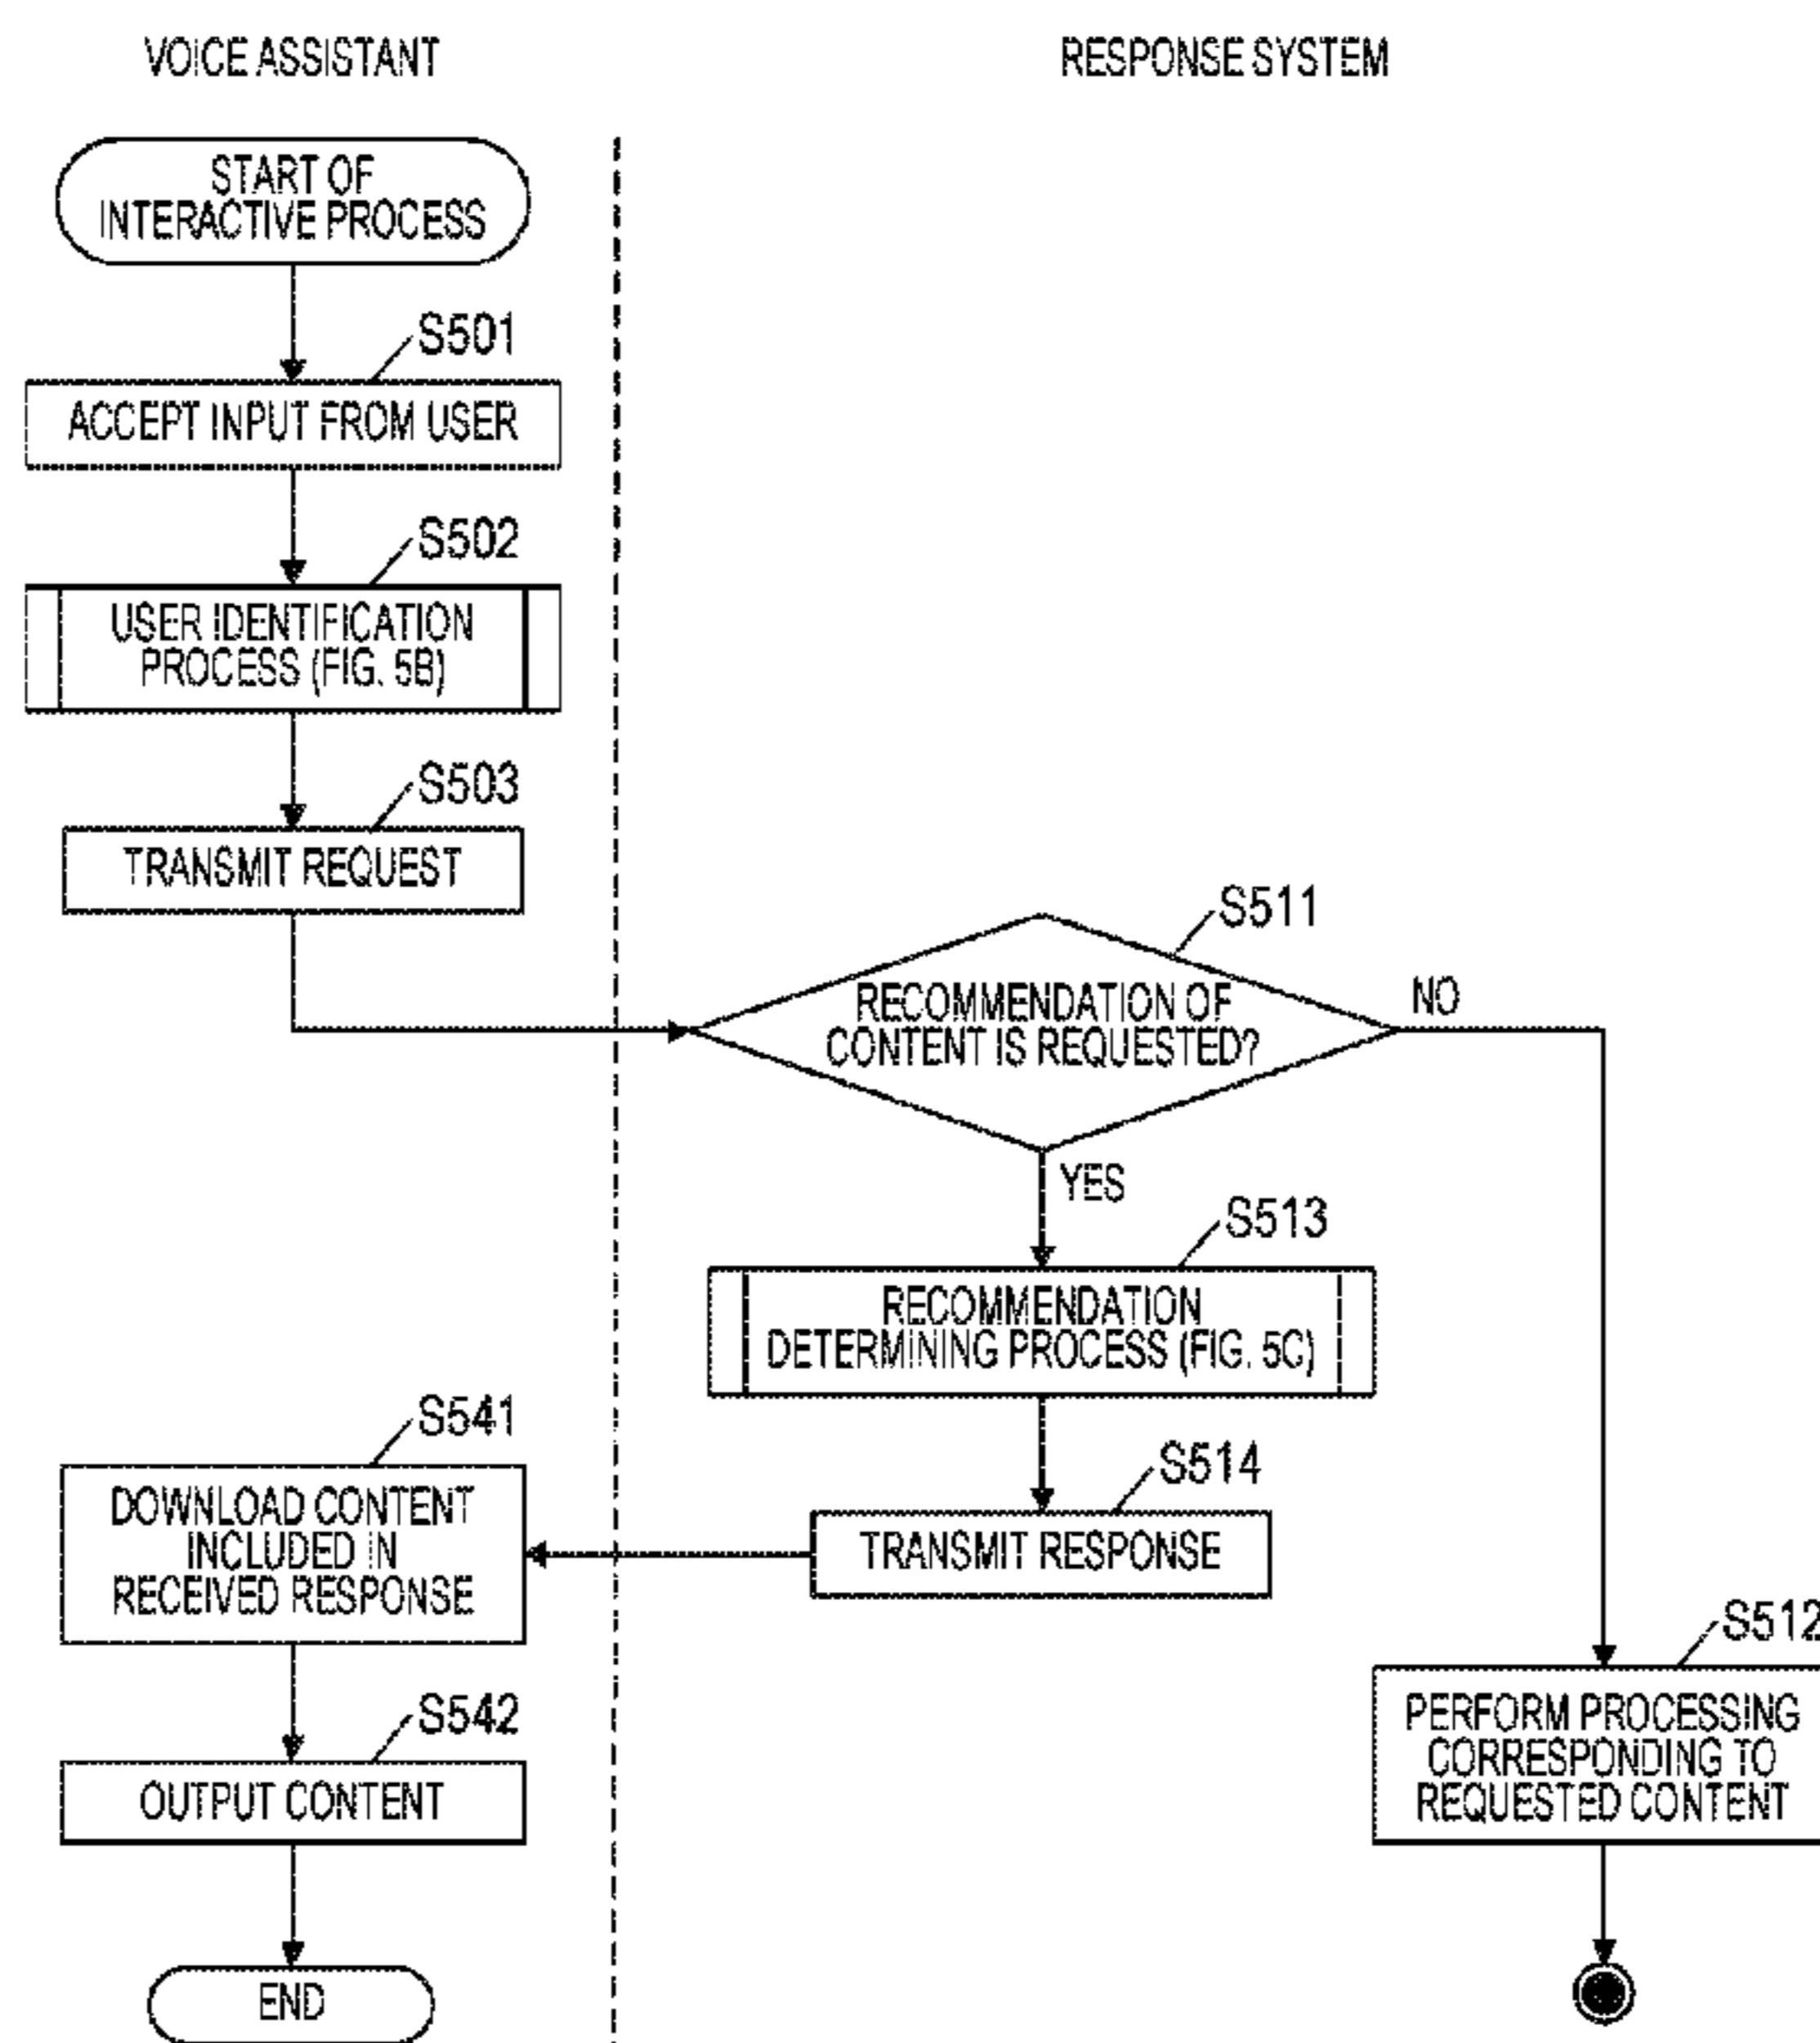 VOICE ASSISTANT
RESPONSE SYSTEM
START OF
INTERACTIVE PROCESS
S501
ACCEPT INPUT FROM USER
S502
USER IDENTIFICATION
PROCESS (FIG. 5B)
S503
TRANSMIT REQUEST
S511
RECOMMENDATION OF
CONTENT IS REQUESTED?
NO
YES
S513
RECOMMENDATION
DETERMINING PROCESS (FIG. 5C)
S514
TRANSMIT RESPONSE
S541
DOWNLOAD CONTENT
INCLUDED IN
RECEIVED RESPONSE
S542
OUTPUT CONTENT
END
S512
PERFORM PROCESSING
CORRESPONDING TO
REQUESTED CONTENT